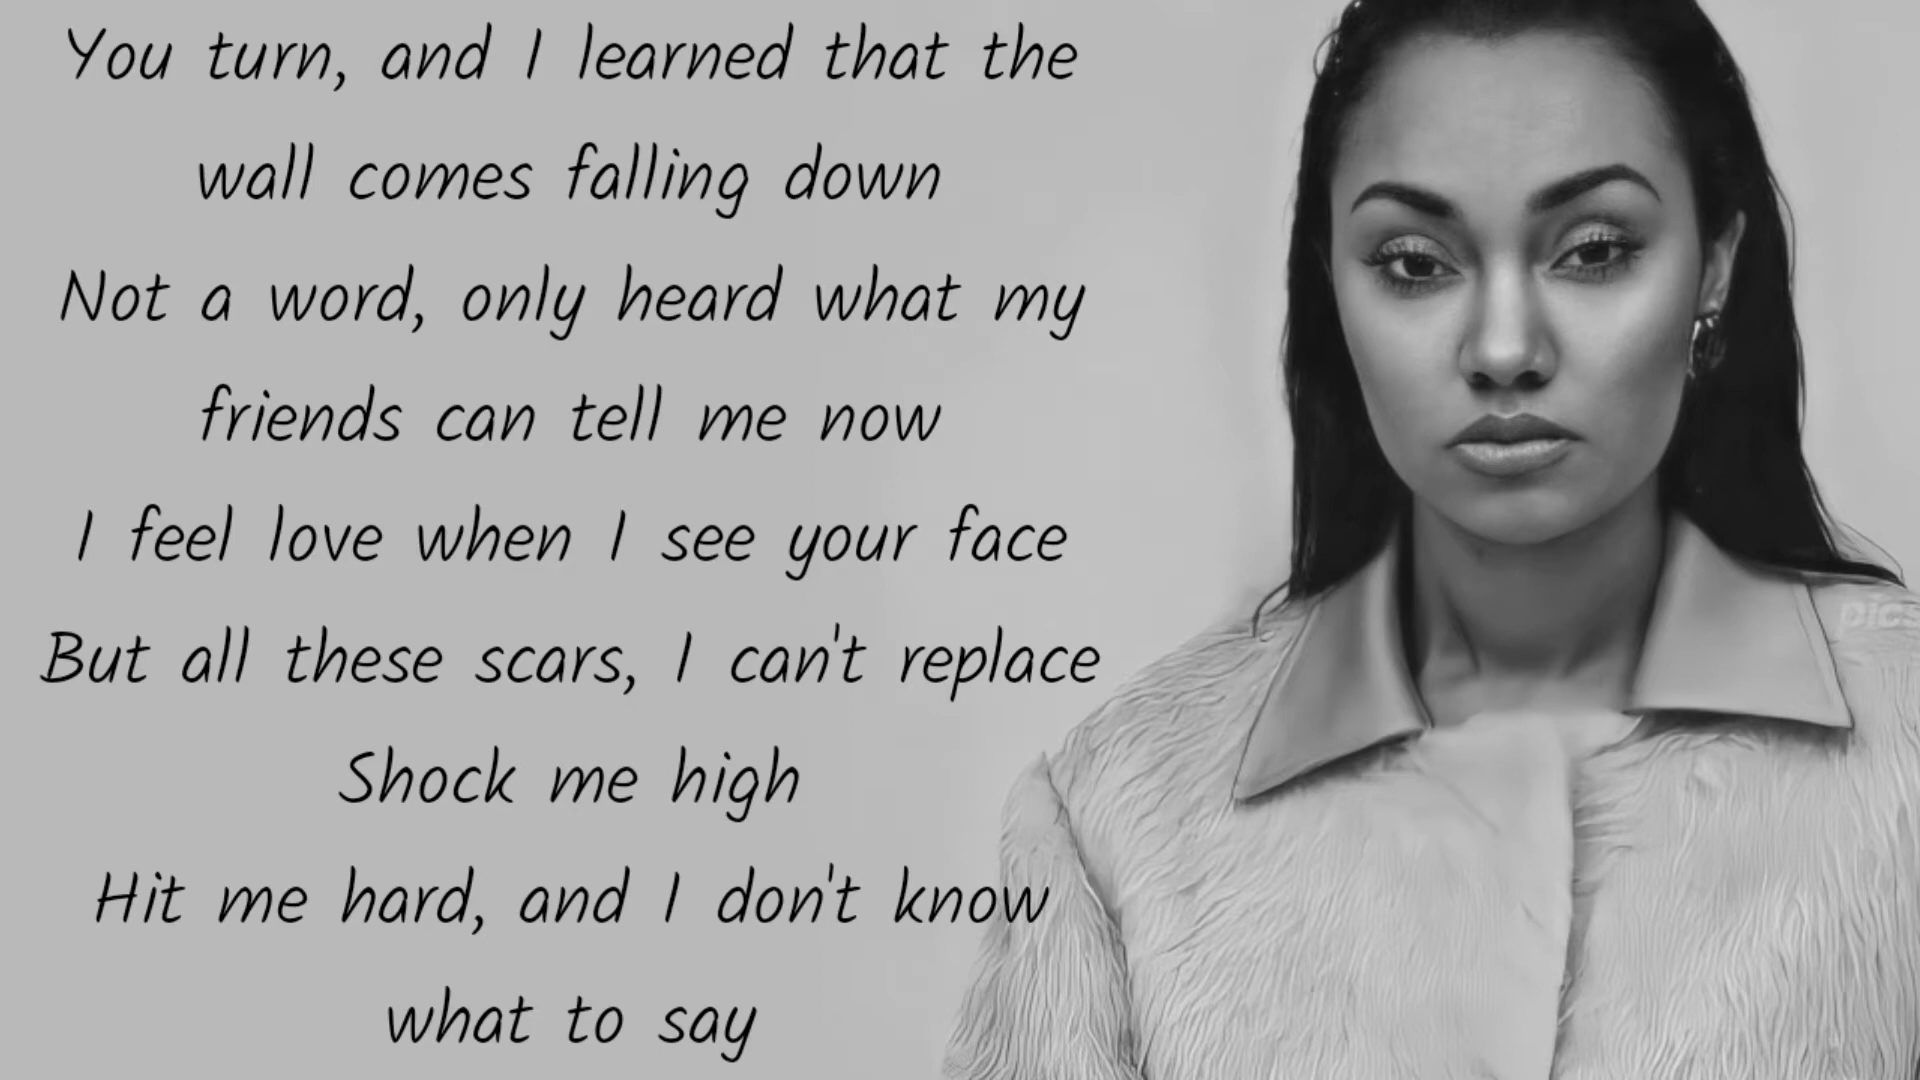 You turn, and I learned that the
wall comes falling down
Not a word, only heard what my
friends can tell me now
I feel love when I see your face
But all these scars, I can't replace
Shock me high
Hit me hard, and I don't know
what to say